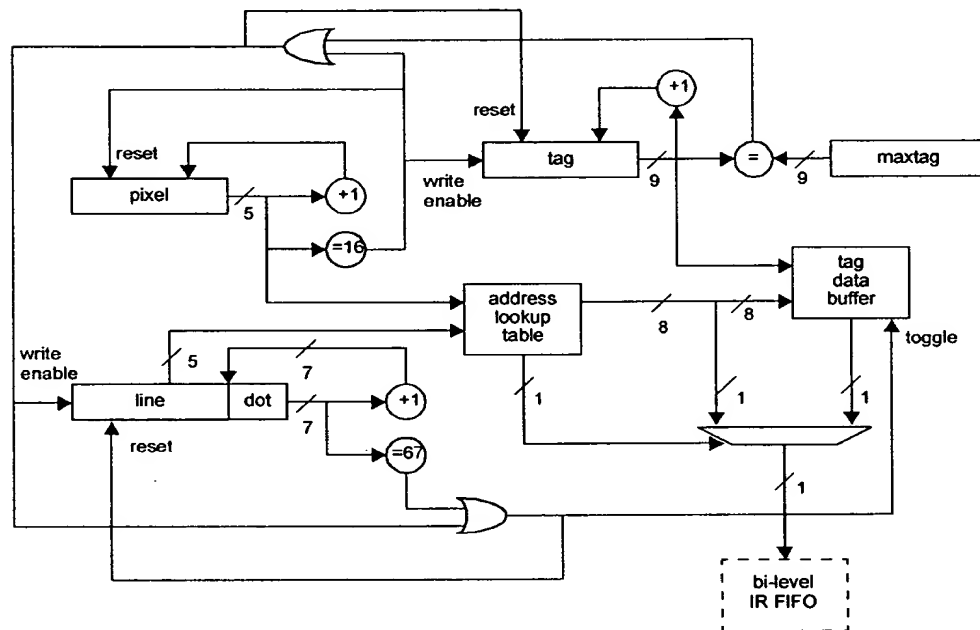 +1
reset
tag
=
maxtag
9
9
write
enable
reset
pixel
+1
5
=16
address
lookup
table
tag
data
buffer
8
8
toggle
write
enable
5
7
line
dot
+1
7
1
1
1
reset
=67
1
bi-level
IR FIFO